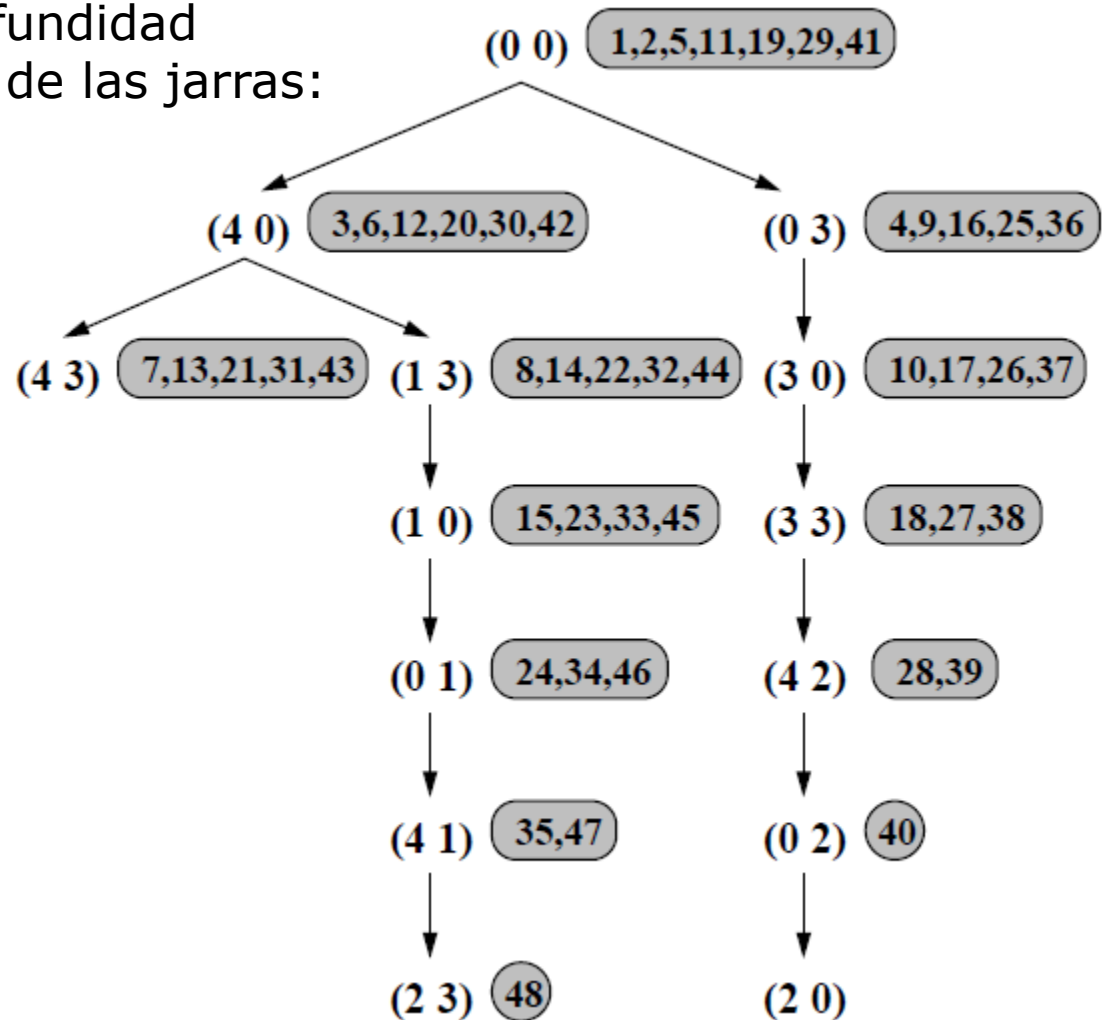 fundidad
de las jarras:
(0 0) 1,2,5,11,19,29,41
(4 0) 3,6,12,20,30,42 (0 3) 4,9,16,25,36
(4 3) 7,13,21,31,43 (1 3) 8,14,22,32,44 (3 0) 10,17,26,37
(1 0) 15,23,33,45 (3 3) 18,27,38
(0 1) 24,34,46 (4 2) 28,39
(4 1) 35,47 (0 2) 40
(2 3) 48 (2 0)